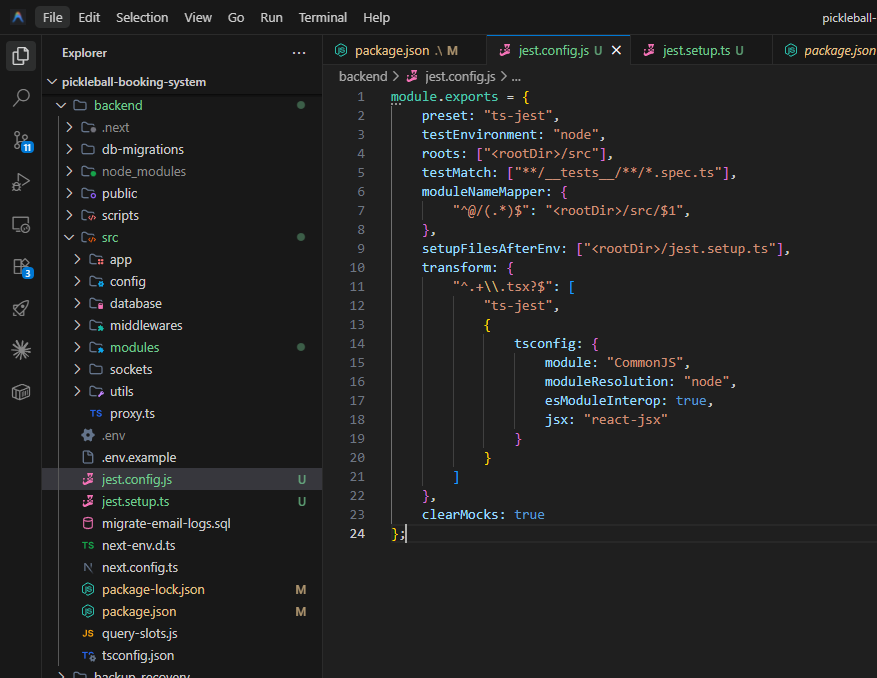 File Edit Selection View Go Run Terminal Help pickleball-
Explorer ...
pickleball-booking-system
backend
.next
db-migrations
node_modules
public
scripts
src
app
config
database
middlewares
modules
sockets
utils
TS proxy.ts
.env
.env.example
jest.config.js U
jest.setup.ts U
migrate-email-logs.sql
TS next-env.d.ts
N next.config.ts
package-lock.json M
package.json M
JS query-slots.js
TS tsconfig.json
backup_recovery
11
3
package.json .\ M
jest.config.js U ×
jest.setup.ts U
package.json
backend > jest.config.js > ...
1 module.exports = {
2 preset: "ts-jest",
3 testEnvironment: "node",
4 roots: ["<rootDir>/src"],
5 testMatch: ["**/__tests__/**/*.spec.ts"],
6 moduleNameMapper: {
7 "^@/(.*)$": "<rootDir>/src/$1",
8 },
9 setupFilesAfterEnv: ["<rootDir>/jest.setup.ts"],
10 transform: {
11 "^.+\\.tsx?$": [
12 "ts-jest",
13 {
14 tsconfig: {
15 module: "CommonJS",
16 moduleResolution: "node",
17 esModuleInterop: true,
18 jsx: "react-jsx"
19 }
20 }
21 ]
22 },
23 clearMocks: true
24 };